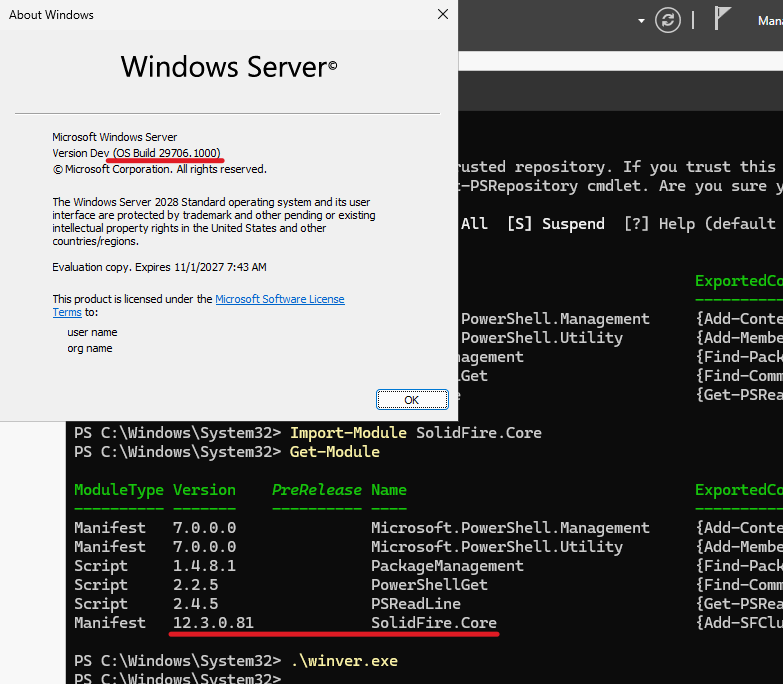 About Windows
Windows Server©
Microsoft Windows Server
Version Dev (OS Build 29706.1000)
© Microsoft Corporation. All rights reserved.
The Windows Server 2028 Standard operating system and its user
interface are protected by trademark and other pending or existing
intellectual property rights in the United States and other
countries/regions.
Evaluation copy. Expires 11/1/2027 7:43 AM
This product is licensed under the Microsoft Software License
Terms to:
user name
org name
OK
Mana
rusted repository. If you trust this
-PSRepository cmdlet. Are you sure y
All [S] Suspend [?] Help (default
ExportedCo
PowerShell.Management {Add-Conte
PowerShell.Utility {Add-Membe
nagement {Find-Pack
lGet {Find-Comm
e {Get-PSRea
PS C:\Windows\System32> Import-Module SolidFire.Core
PS C:\Windows\System32> Get-Module
ModuleType Version PreRelease Name ExportedCo
---------- ------- ---------- ---- ----------
Manifest 7.0.0.0 Microsoft.PowerShell.Management {Add-Conte
Manifest 7.0.0.0 Microsoft.PowerShell.Utility {Add-Membe
Script 1.4.8.1 PackageManagement {Find-Pack
Script 2.2.5 PowerShellGet {Find-Comm
Script 2.4.5 PSReadLine {Get-PSRea
Manifest 12.3.0.81 SolidFire.Core {Add-SFClu
PS C:\Windows\System32> .\winver.exe
PS C:\Windows\System32>